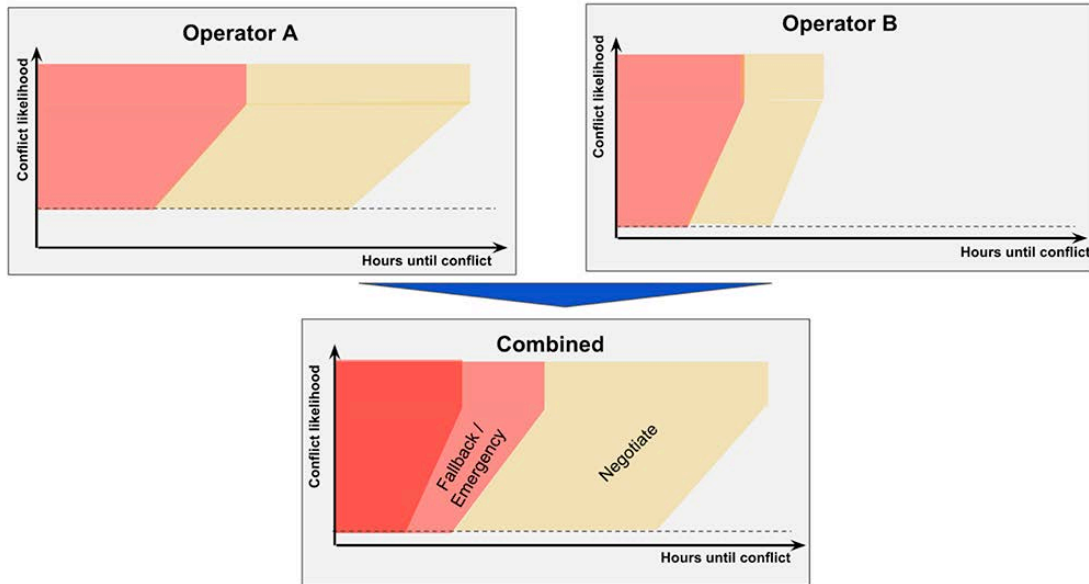 Operator A
Conflict likelihood
Hours until conflict
Operator B
Conflict likelihood
Hours until conflict
Combined
Conflict likelihood
Fallback /
Emergency
Negotiate
Hours until conflict